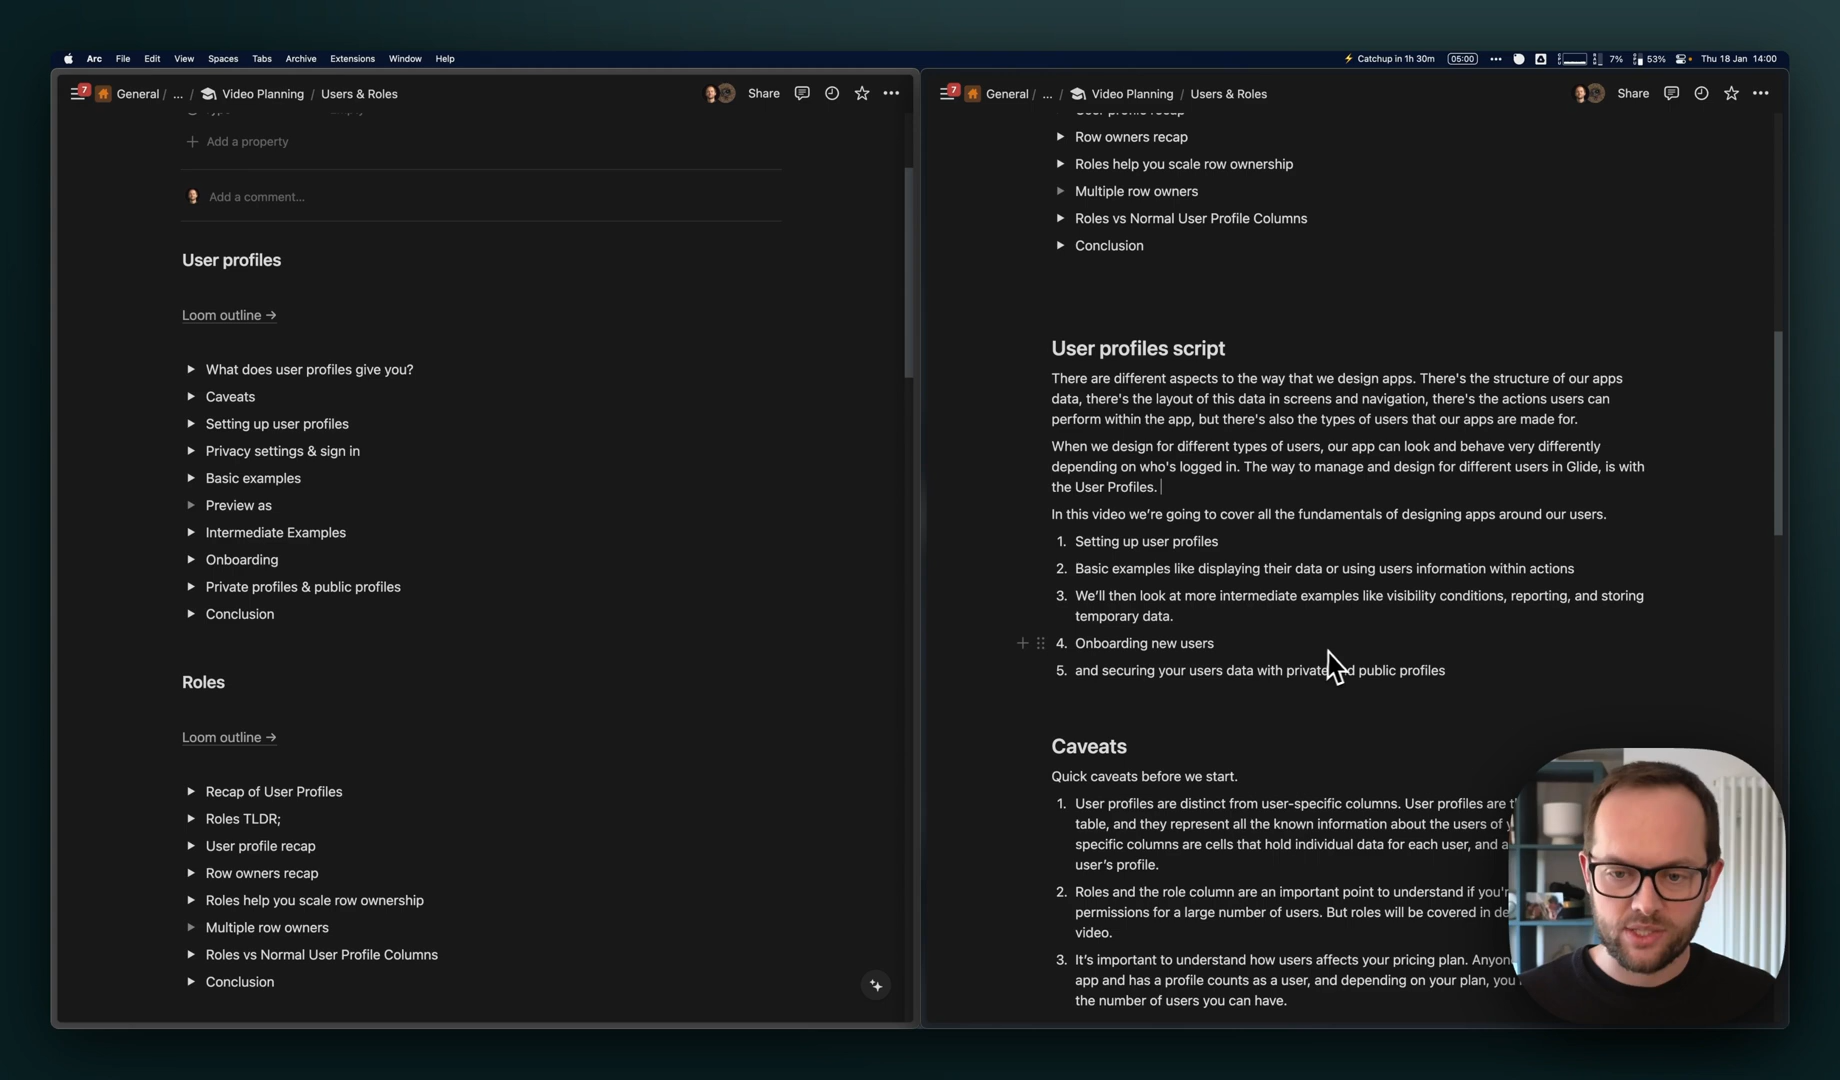 Arc File Edit View Spaces Tabs Archive Extensions Window Help
Catchup in 1h 30m 05:00 7% 53% Thu 18 Jan 14:00
7 General / ... / Video Planning / Users & Roles
Share
Add a property
Add a comment...
User profiles
Loom outline →
What does user profiles give you?
Caveats
Setting up user profiles
Privacy settings & sign in
Basic examples
Preview as
Intermediate Examples
Onboarding
Private profiles & public profiles
Conclusion
Roles
Loom outline →
Recap of User Profiles
Roles TLDR;
User profile recap
Row owners recap
Roles help you scale row ownership
Multiple row owners
Roles vs Normal User Profile Columns
Conclusion
7 General / ... / Video Planning / Users & Roles
Share
User profile recap
Row owners recap
Roles help you scale row ownership
Multiple row owners
Roles vs Normal User Profile Columns
Conclusion
User profiles script
There are different aspects to the way that we design apps. There's the structure of our apps
data, there's the layout of this data in screens and navigation, there's the actions users can
perform within the app, but there's also the types of users that our apps are made for.
When we design for different types of users, our app can look and behave very differently
depending on who's logged in. The way to manage and design for different users in Glide, is with
the User Profiles.
In this video we’re going to cover all the fundamentals of designing apps around our users.
1. Setting up user profiles
2. Basic examples like displaying their data or using users information within actions
3. We’ll then look at more intermediate examples like visibility conditions, reporting, and storing
temporary data.
4. Onboarding new users
5. and securing your users data with private and public profiles
Caveats
Quick caveats before we start.
1. User profiles are distinct from user-specific columns. User profiles are
table, and they represent all the known information about the users of
specific columns are cells that hold individual data for each user, and
user’s profile.
2. Roles and the role column are an important point to understand if
permissions for a large number of users. But roles will be covered in
video.
3. It’s important to understand how users affects your pricing plan.
app and has a profile counts as a user, and depending on your plan,
the number of users you can have.